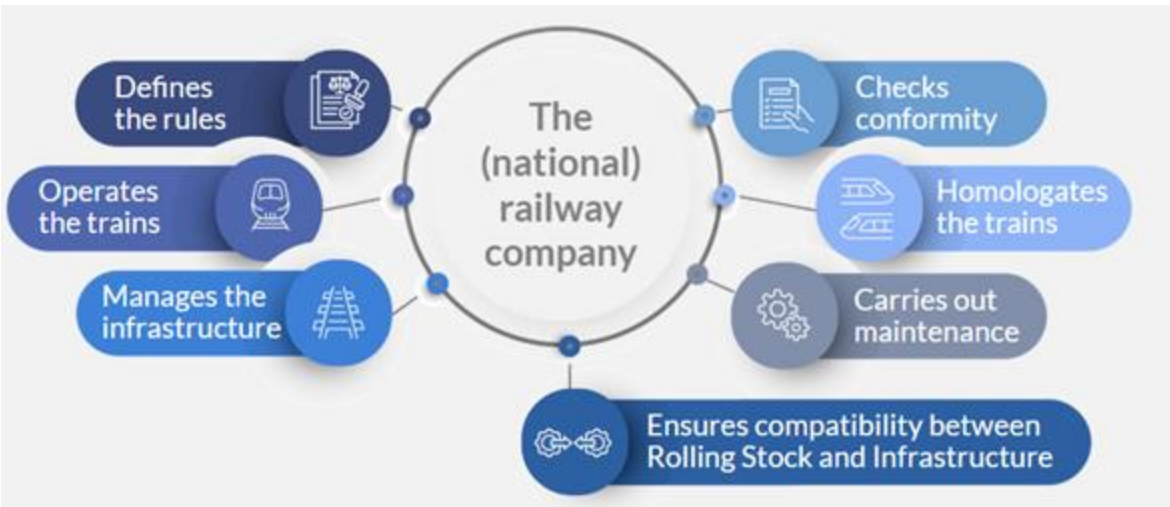 The
(national)
railway
company
Defines
the rules
Operates
the trains
Manages the
infrastructure
Checks
conformity
Homologates
the trains
Carries out
maintenance
Ensures compatibility between
Rolling Stock and Infrastructure